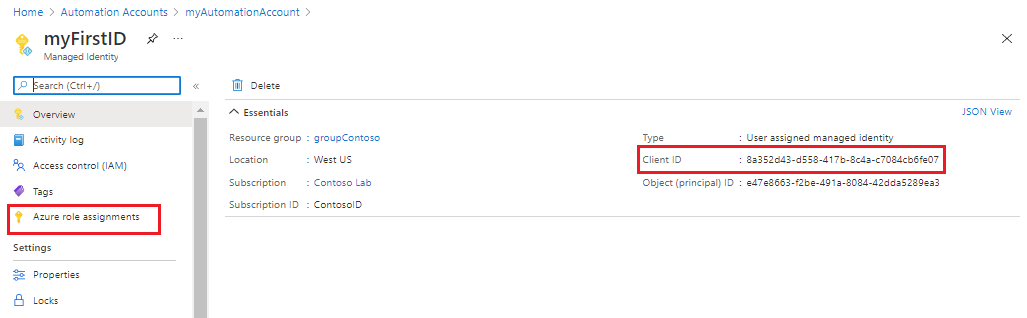 Home > Automation Accounts > myAutomationAccount >
myFirstID
Managed Identity
Search (Ctrl+/)
Overview
Activity log
Access control (IAM)
Tags
Azure role assignments
Settings
Properties
Locks
Delete
Essentials
JSON View
Resource group : groupContoso
Location : West US
Subscription : Contoso Lab
Subscription ID : ContosoID
Type : User assigned managed identity
Client ID : 8a352d43-d558-417b-8c4a-c7084cb6fe07
Object (principal) ID : e47e8663-f2be-491a-8084-42dda5289ea3